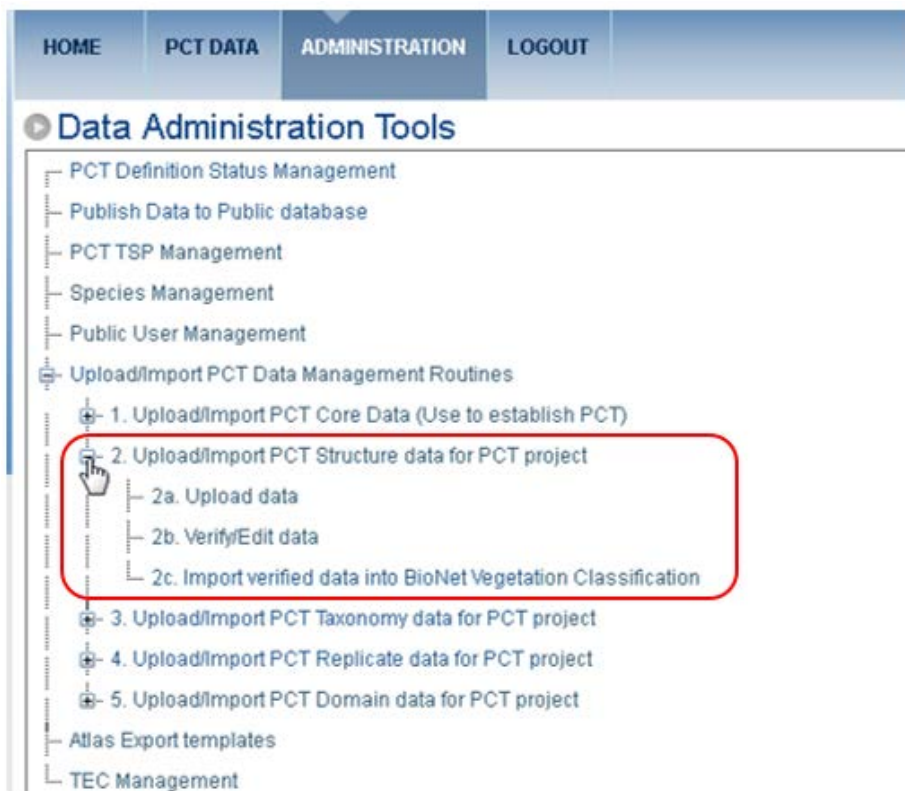 HOME PCT DATA ADMINISTRATION LOGOUT
Data Administration Tools
PCT Definition Status Management
Publish Data to Public database
PCT TSP Management
Species Management
Public User Management
Upload/Import PCT Data Management Routines
1. Upload/Import PCT Core Data (Use to establish PCT)
2. Upload/Import PCT Structure data for PCT project
2a. Upload data
2b. Verify/Edit data
2c. Import verified data into BioNet Vegetation Classification
3. Upload/Import PCT Taxonomy data for PCT project
4. Upload/Import PCT Replicate data for PCT project
5. Upload/Import PCT Domain data for PCT project
Atlas Export templates
TEC Management